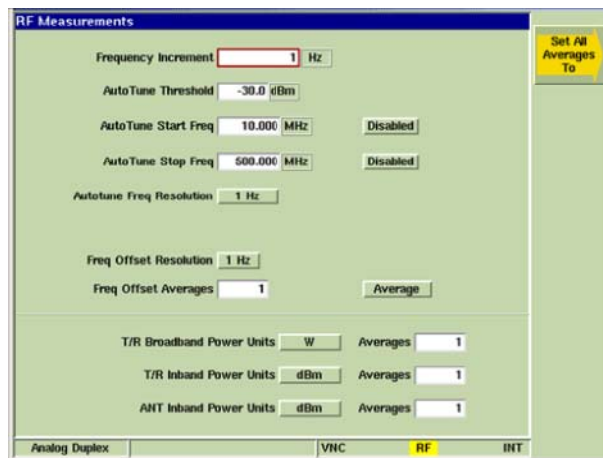 RF Measurements
Set All
Averages
To
Frequency Increment 1 Hz
AutoTune Threshold -30.0 dBm
AutoTune Start Freq 10.000 MHz Disabled
AutoTune Stop Freq 500.000 MHz Disabled
Autotune Freq Resolution 1 Hz
Freq Offset Resolution 1 Hz
Freq Offset Averages 1 Average
T/R Broadband Power Units W Averages 1
T/R Inband Power Units dBm Averages 1
ANT Inband Power Units dBm Averages 1
Analog Duplex VNC RF INT